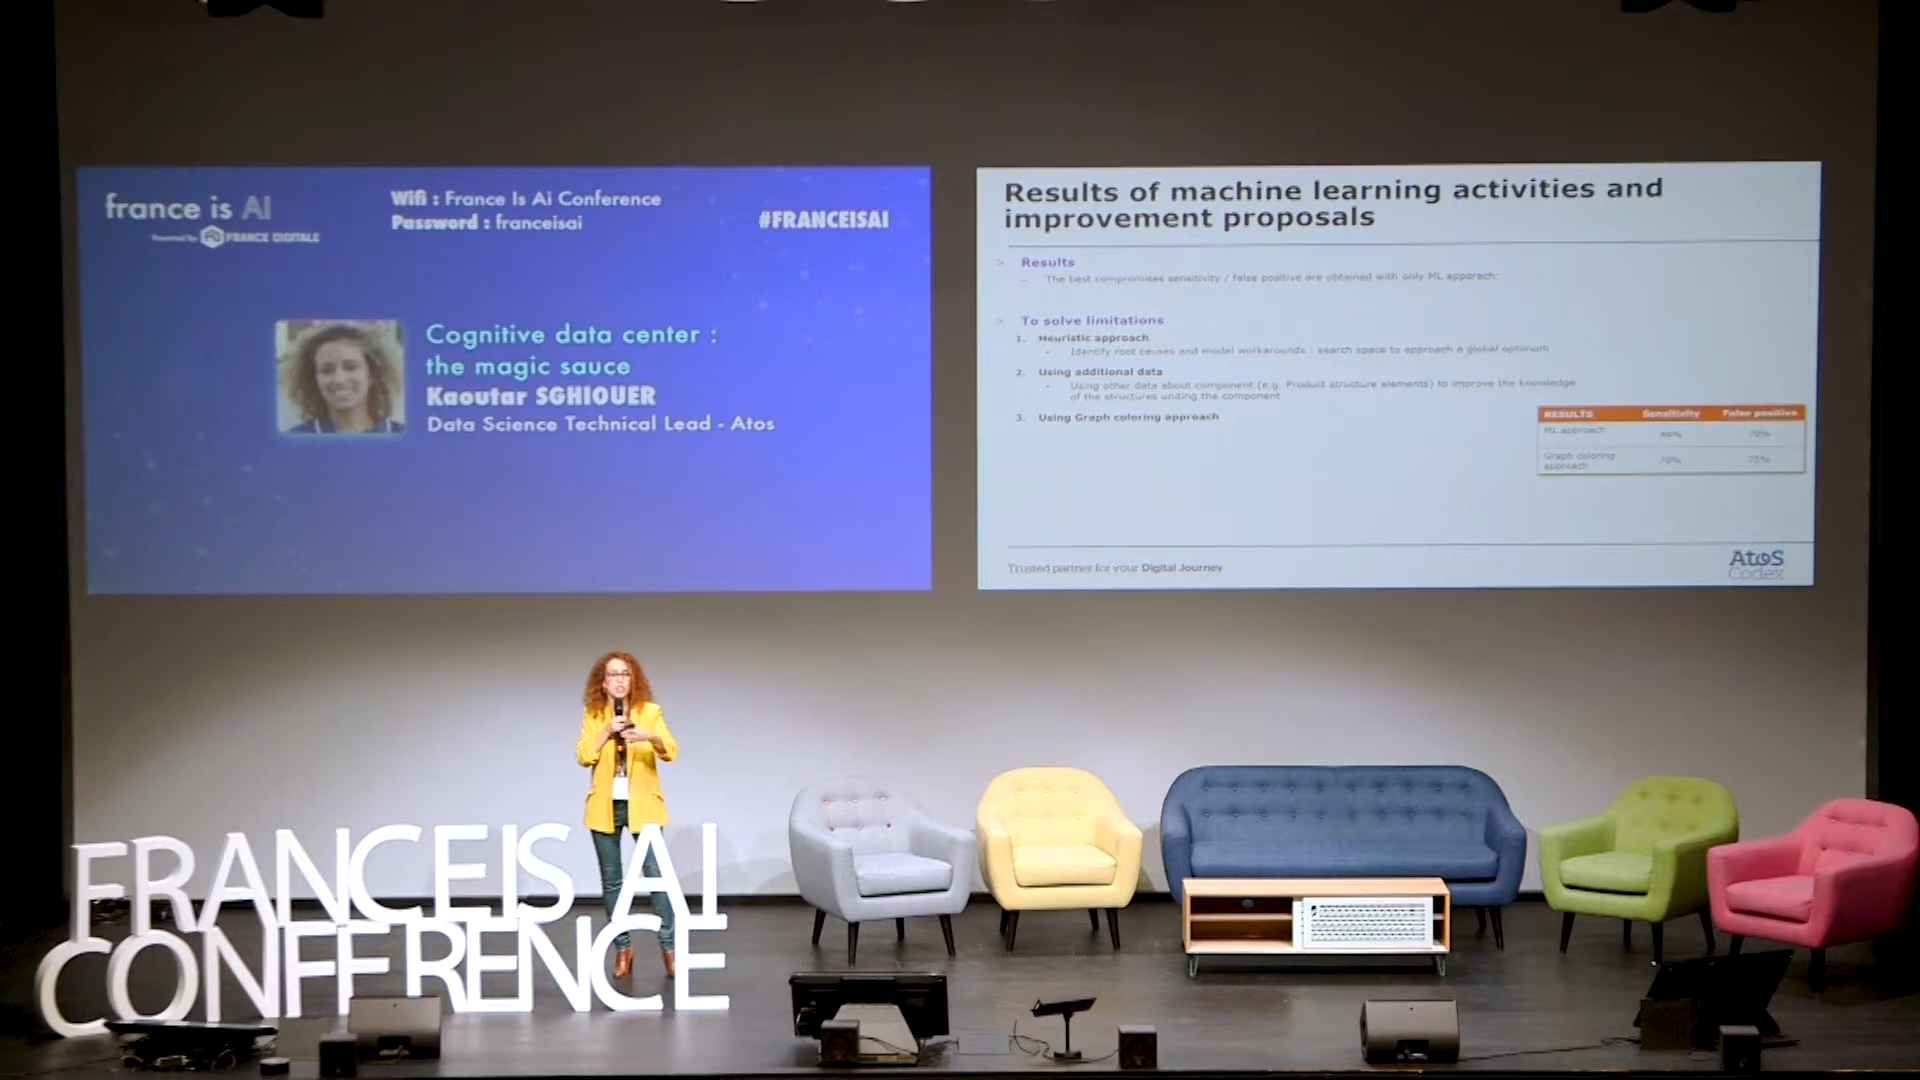 france is AI
Powered by FRANCE DIGITALE
Wifi : France Is Ai Conference
Password : franceisai
#FRANCEISAI
Cognitive data center :
the magic sauce
Kaoutar SGHIOUER
Data Science Technical Lead - Atos
Results of machine learning activities and
improvement proposals
> Results
- The best compromises sensitivity / false positive are obtained with only ML apporach:
> To solve limitations
1. Heuristic approach
- Identify root causes and model workarounds : search space to approach a global optimum
2. Using additional data
- Using other data about component (e.g. Product structure elements) to improve the knowledge
of the structures uniting the component
3. Using Graph coloring approach
RESULTS Sensitivity False positive
ML approach
Graph coloring
approach
Trusted partner for your Digital Journey
Atos
Codex
FRANCE IS AI
CONFERENCE